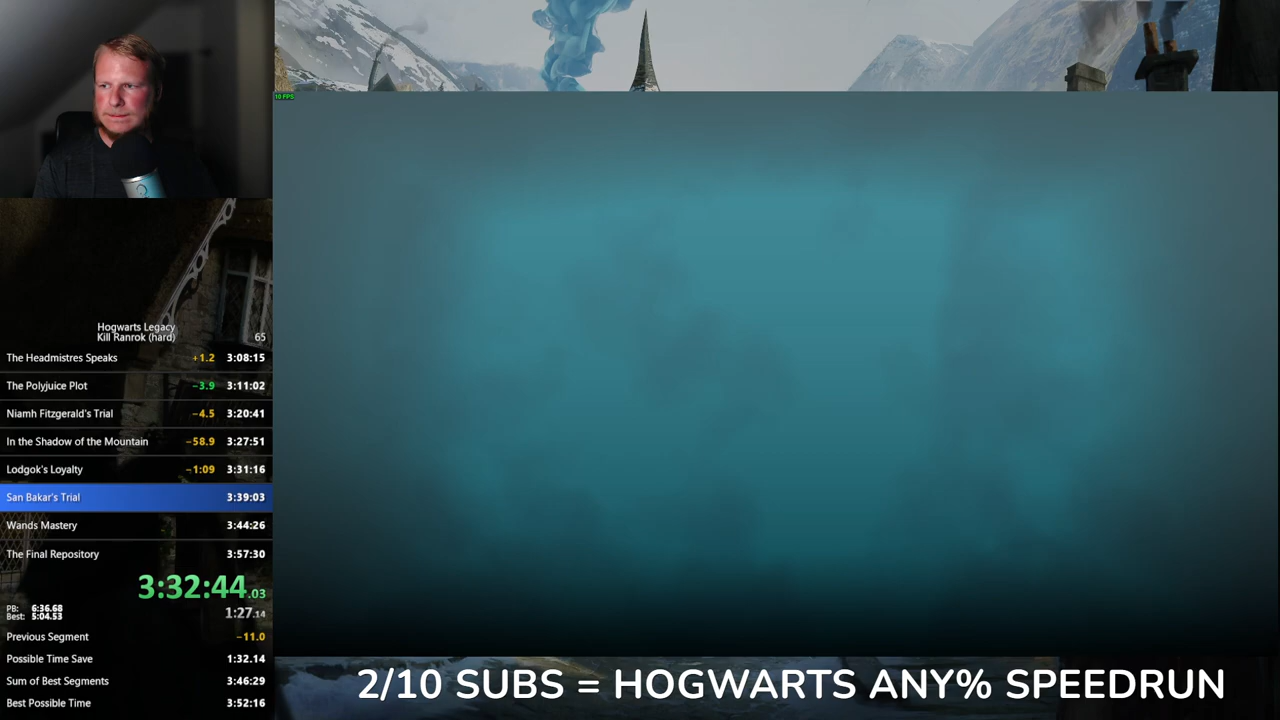 10 FPS
Hogwarts Legacy
Kill Ranrok (hard) 65
The Headmistres Speaks +1.2 3:08:15
The Polyjuice Plot −3.9 3:11:02
Niamh Fitzgerald's Trial −4.5 3:20:41
In the Shadow of the Mountain −58.9 3:27:51
Lodgok's Loyalty −1:09 3:31:16
San Bakar's Trial 3:39:03
Wands Mastery 3:44:26
The Final Repository 3:57:30
3:32:44.03
PB: 6:36.68
Best: 5:04.53
1:27.14
Previous Segment −11.0
Possible Time Save 1:32.14
Sum of Best Segments 3:46:29
Best Possible Time 3:52:16
2/10 SUBS = HOGWARTS ANY% SPEEDRUN